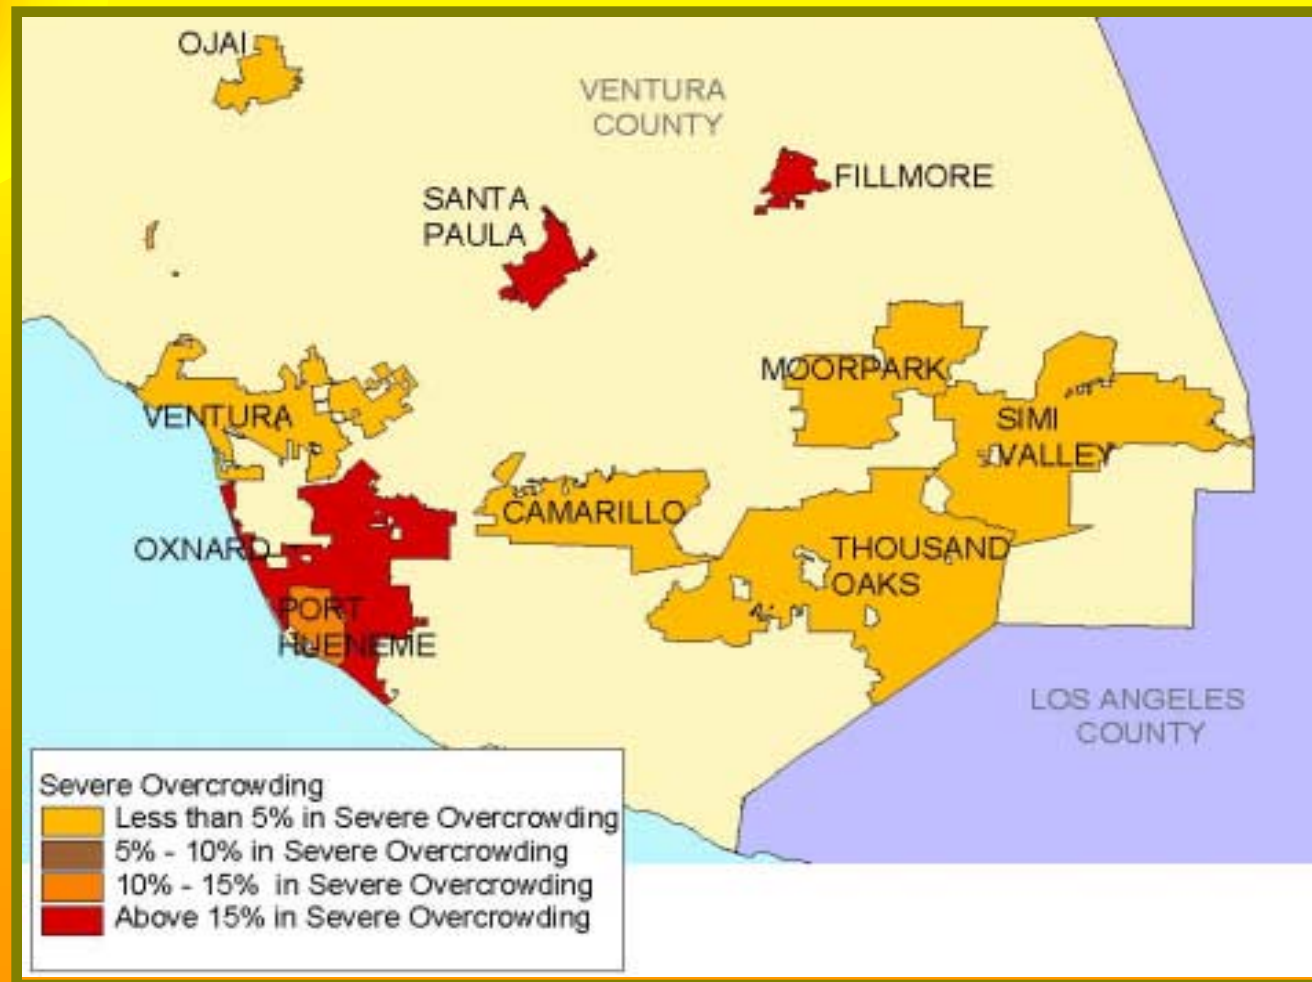 OJAI
VENTURA
COUNTY
FILLMORE
SANTA
PAULA
MOORPARK
VENTURA
SIMI
VALLEY
CAMARILLO
OXNARD
THOUSAND
OAKS
PORT
HUENEME
LOS ANGELES
COUNTY
Severe Overcrowding
Less than 5% in Severe Overcrowding
5% - 10% in Severe Overcrowding
10% - 15% in Severe Overcrowding
Above 15% in Severe Overcrowding